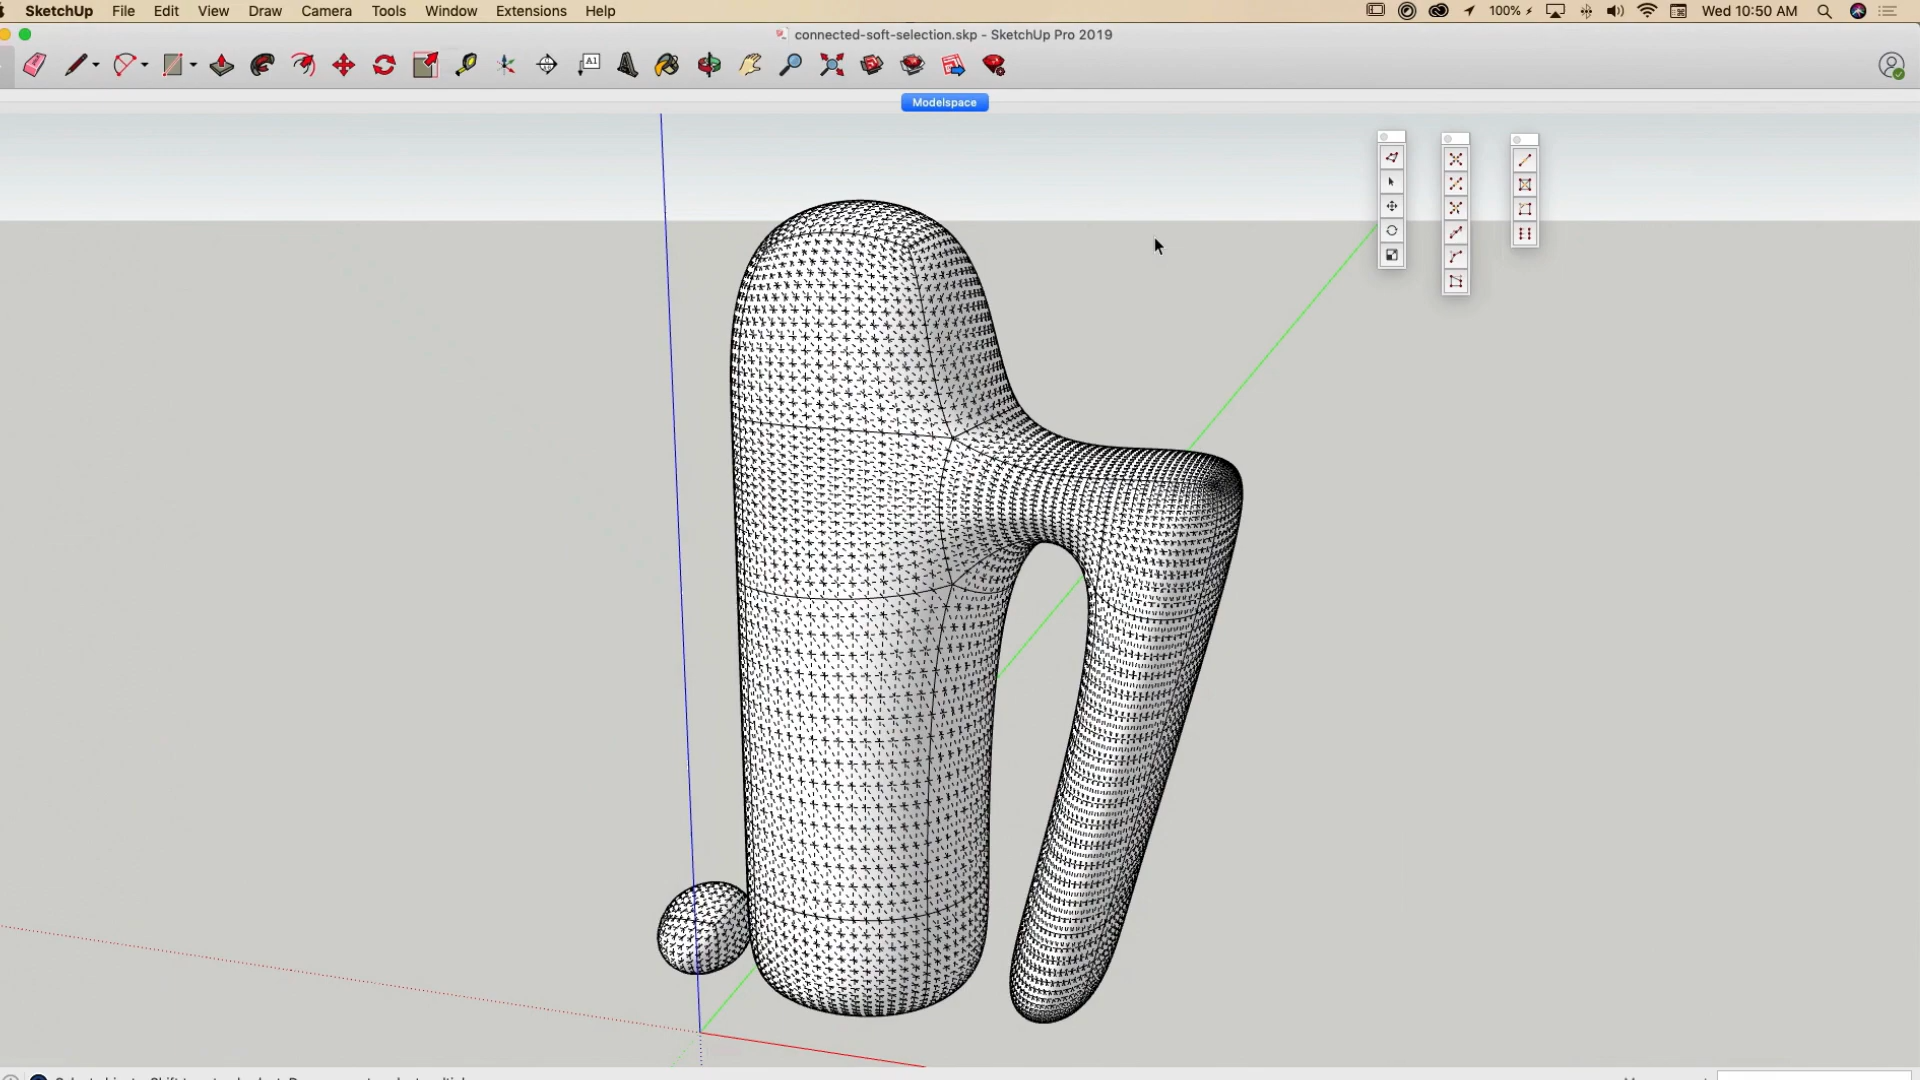 SketchUp File Edit View Draw Camera Tools Window Extensions Help 100% Wed 10:50 AM
connected-soft-selection.skp - SketchUp Pro 2019
A1
Modelspace